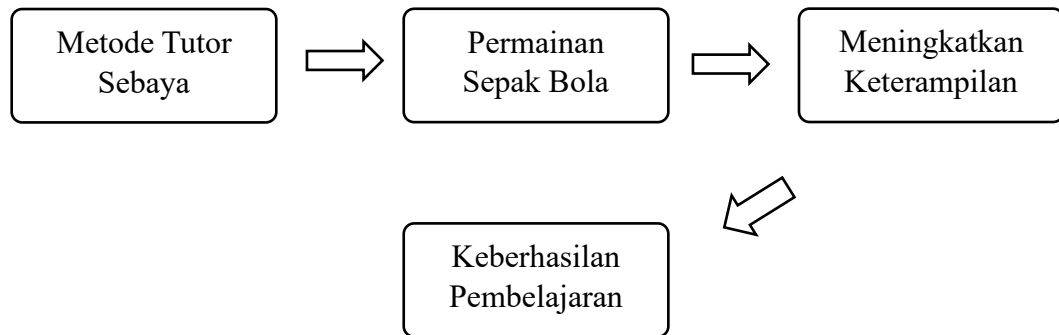 Metode Tutor
Sebaya
Permainan
Sepak Bola
Meningkatkan
Keterampilan
Keberhasilan
Pembelajaran